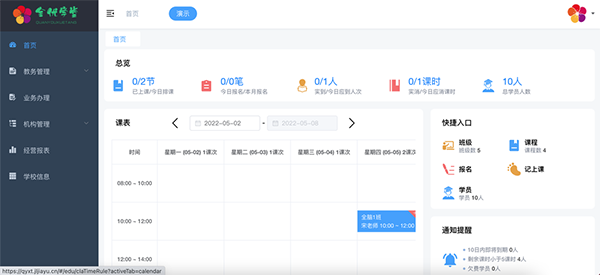 首页
演示
首页
首页
教务管理
业务办理
机构管理
经营报表
学校信息
总览
0/2节
已上课/今日排课
0/0笔
今日报名/本月报名
0/1人
实到/今日应到人次
0/1课时
实消/今日应消课时
10人
总学员人数
课表
2022-05-02 - 2022-05-08
时间 星期一 (05-02) 1课次 星期二 (05-03) 1课次 星期三 (05-04) 1课次 星期四 (05-05) 2课次
08:00 ~ 10:00
10:00 ~ 12:00
全额1班
宋老师 10:00 ~ 12:00
12:00 ~ 14:00
快捷入口
班级
班级数 5
课程
课程数 4
报名
记上课
学员
学员 10人
通知提醒
10日内即将到期 0人
剩余课时小于5课时 4人
欠费学员 0人
https://qyxt.jijiayu.cn/#/edu/claTimeRule?activeTab=calendar